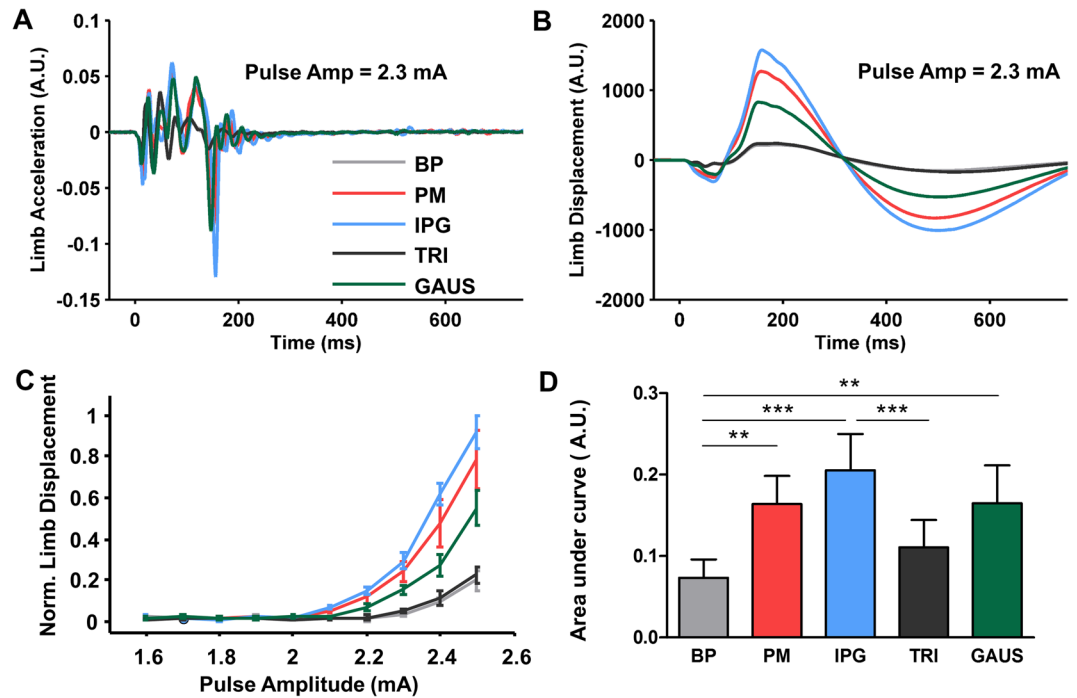 A
Limb Acceleration (A.U.)
0.1
0.05
0
-0.05
-0.1
-0.15
Pulse Amp = 2.3 mA
BP
PM
IPG
TRI
GAUS
0 200 400 600
Time (ms)
B
Limb Displacement (A.U.)
2000
1000
0
-1000
-2000
Pulse Amp = 2.3 mA
0 200 400 600
Time (ms)
C
Norm. Limb Displacement
1
0.8
0.6
0.4
0.2
0
1.6 1.8 2 2.2 2.4 2.6
Pulse Amplitude (mA)
D
Area under curve ( A.U.)
0.3
0.2
0.1
0.0
**
*** ***
**
BP PM IPG TRI GAUS